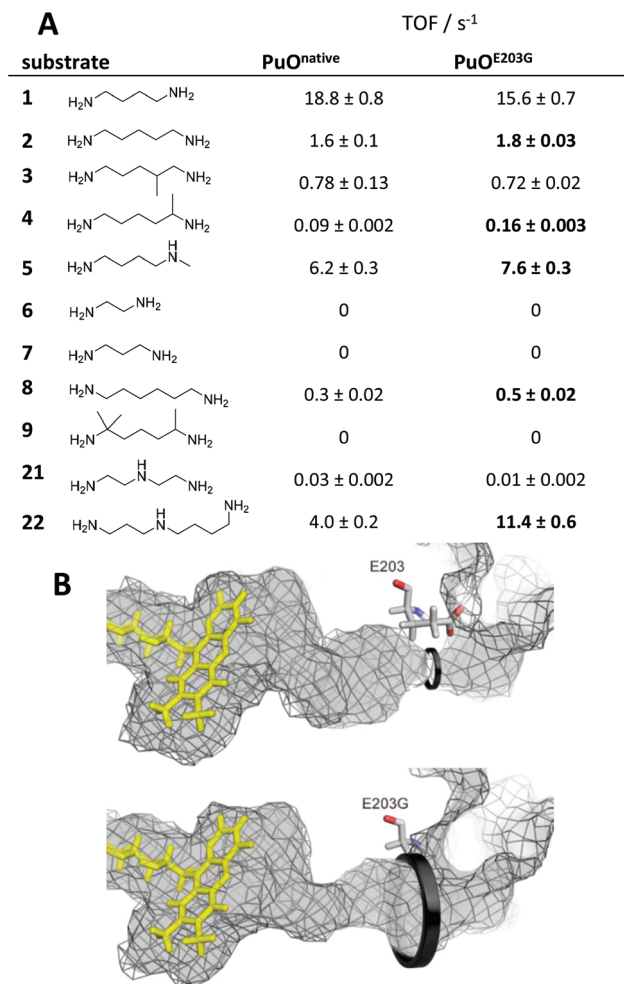 A
TOF / s-1
substrate PuOnative PuOE203G
1 H2N NH2 18.8 ± 0.8 15.6 ± 0.7
2 H2N NH2 1.6 ± 0.1 1.8 ± 0.03
3 H2N NH2 0.78 ± 0.13 0.72 ± 0.02
4 H2N NH2 0.09 ± 0.002 0.16 ± 0.003
5 H2N H N 6.2 ± 0.3 7.6 ± 0.3
6 H2N NH2 0 0
7 H2N NH2 0 0
8 H2N NH2 0.3 ± 0.02 0.5 ± 0.02
9 H2N NH2 0 0
21 H2N H N NH2 0.03 ± 0.002 0.01 ± 0.002
22 H2N H N NH2 4.0 ± 0.2 11.4 ± 0.6
B
E203
E203G